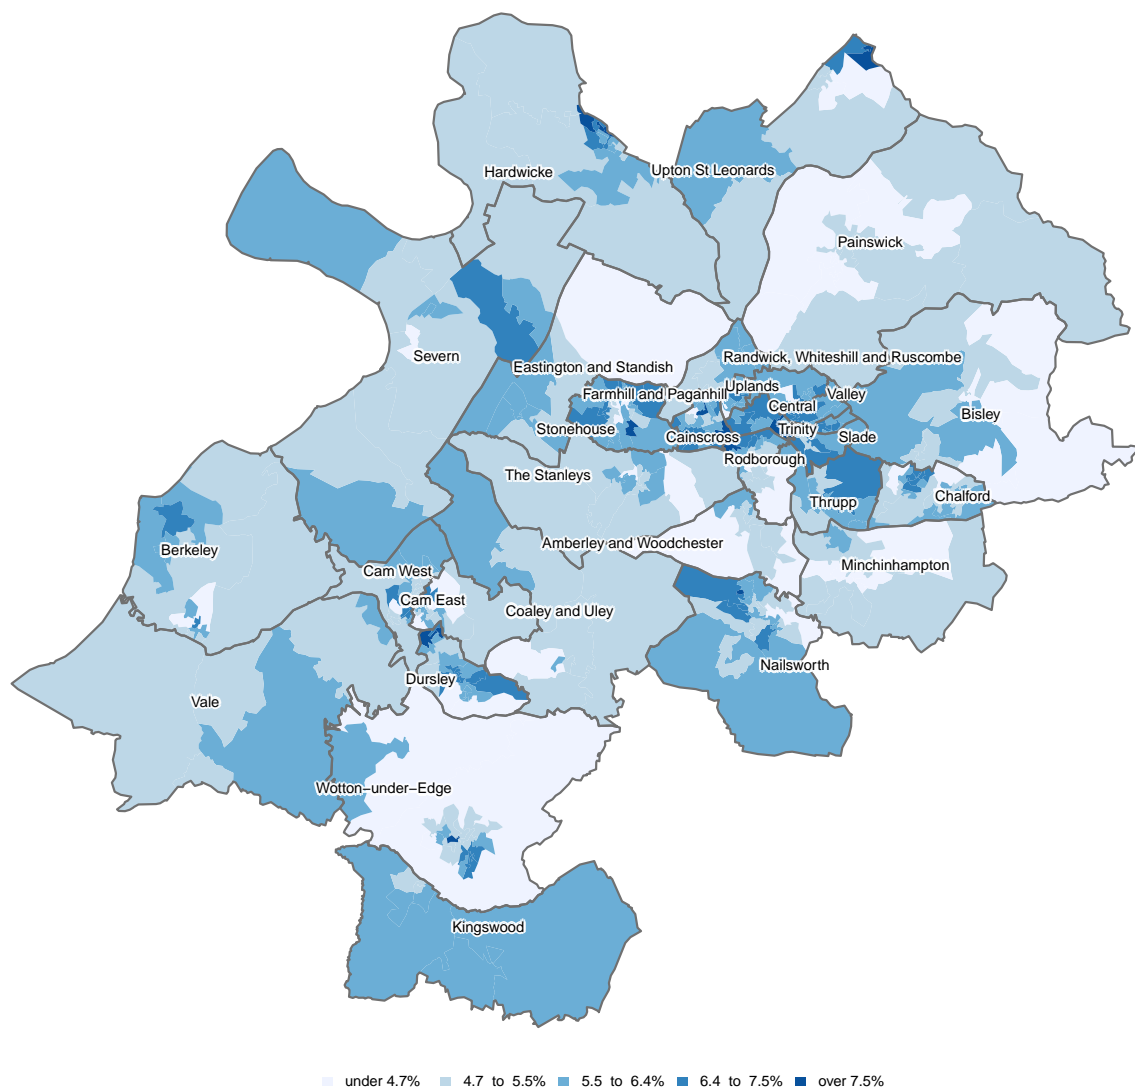 Hardwicke
Upton St Leonards
Painswick
Severn
Eastington and Standish
Randwick, Whiteshill and Ruscombe
Farmhill and Paganhill
Uplands
Valley
Central
Bisley
Stonehouse
Cainscross
Trinity
Slade
Rodborough
The Stanleys
Thrupp
Chalford
Berkeley
Amberley and Woodchester
Minchinhampton
Cam West
Cam East
Coaley and Uley
Nailsworth
Dursley
Vale
Wotton−under−Edge
Kingswood
under 4.7% 4.7 to 5.5% 5.5 to 6.4% 6.4 to 7.5% over 7.5%